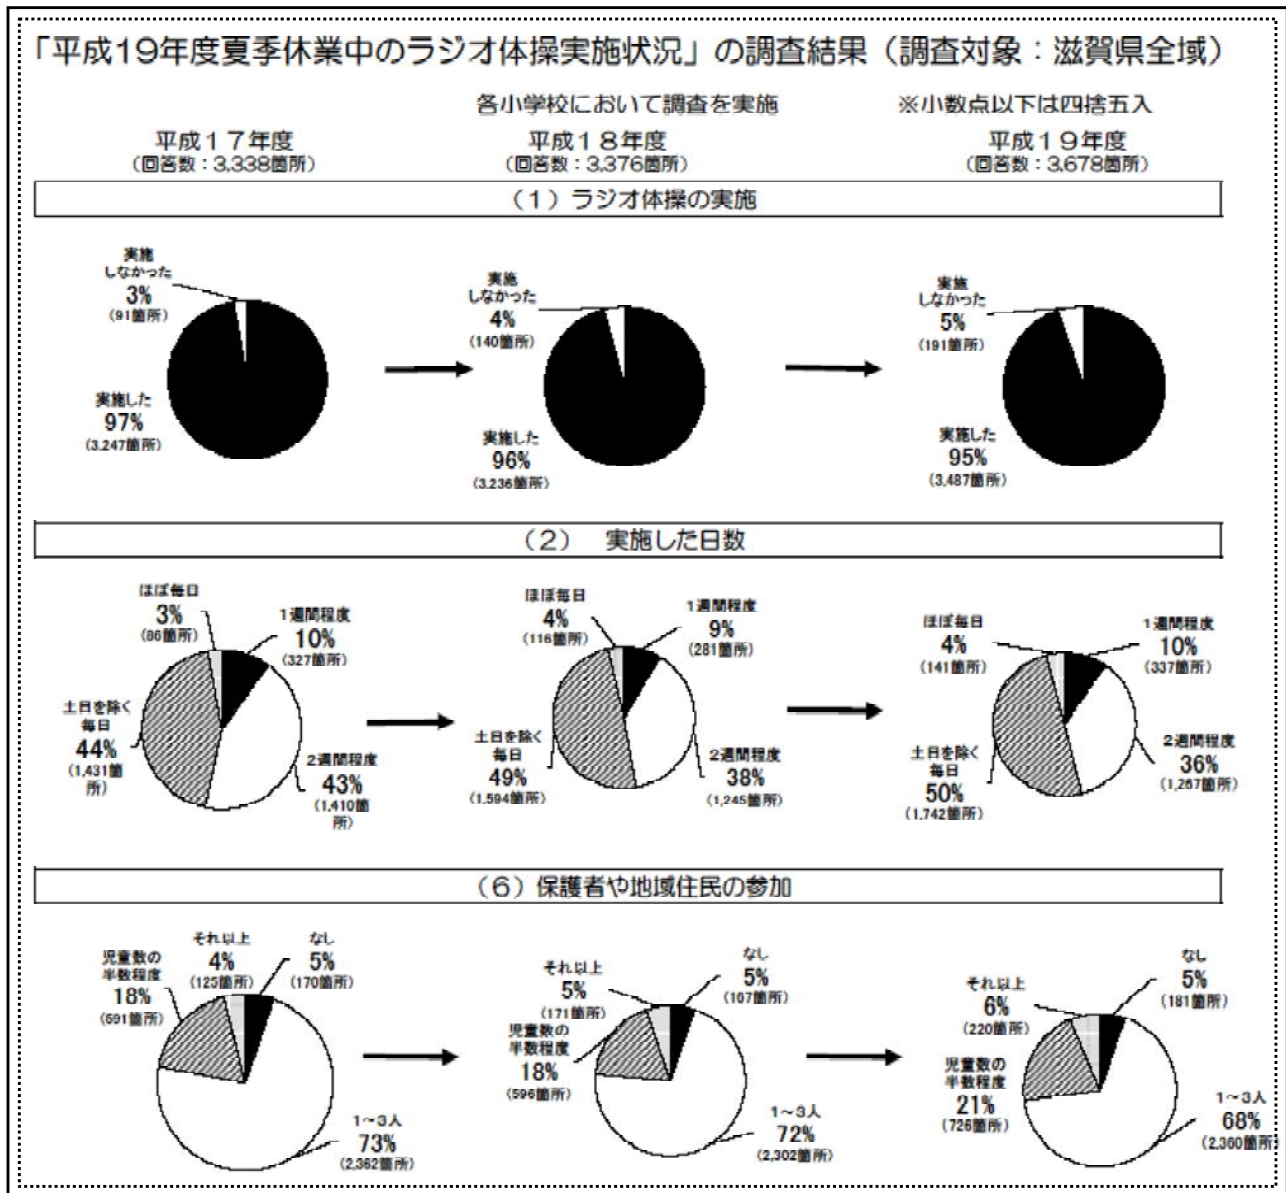 「平成19年度夏季休業中のラジオ体操実施状況」の調査結果（調査対象：滋賀県全域）
各小学校において調査を実施　※小数点以下は四捨五入
平成17年度　平成18年度　平成19年度
（回答数：3,338箇所）　（回答数：3,376箇所）　（回答数：3,678箇所）
（1）ラジオ体操の実施
実施
しなかった
3%
(91箇所)
実施した
97%
(3,247箇所)
実施
しなかった
4%
(140箇所)
実施した
96%
(3,236箇所)
実施
しなかった
5%
(191箇所)
実施した
95%
(3,487箇所)
（2）　実施した日数
ほぼ毎日
3%
(86箇所)
1週間程度
10%
(327箇所)
土日を除く
毎日
44%
(1,431箇
所)
2週間程度
43%
(1,410箇
所)
ほぼ毎日
4%
(116箇所)
1週間程度
9%
(281箇所)
土日を除く
毎日
49%
(1,594箇所)
2週間程度
38%
(1,245箇所)
ほぼ毎日
4%
(141箇所)
1週間程度
10%
(337箇所)
土日を除く
毎日
50%
(1,742箇所)
2週間程度
36%
(1,267箇所)
（6）保護者や地域住民の参加
それ以上
4%
(125箇所)
なし
5%
(170箇所)
児童数の
半数程度
18%
(591箇所)
1～3人
73%
(2,362箇所)
それ以上
5%
(171箇所)
なし
5%
(167箇所)
児童数の
半数程度
18%
(596箇所)
1～3人
72%
(2,302箇所)
それ以上
6%
(220箇所)
なし
5%
(181箇所)
児童数の
半数程度
21%
(726箇所)
1～3人
68%
(2,360箇所)